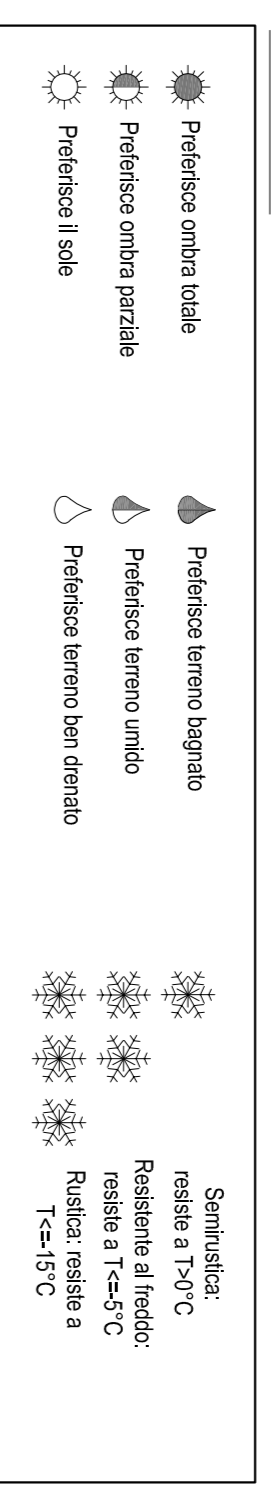 Preferisce ombra totale
Preferisce ombra parziale
Preferisce il sole
Preferisce terreno bagnato
Preferisce terreno umido
Preferisce terreno ben drenato
Semirustica:
resiste a T>0°C
Resistente al freddo:
resiste a T<=-5°C
Rustica: resiste a
T<=-15°C